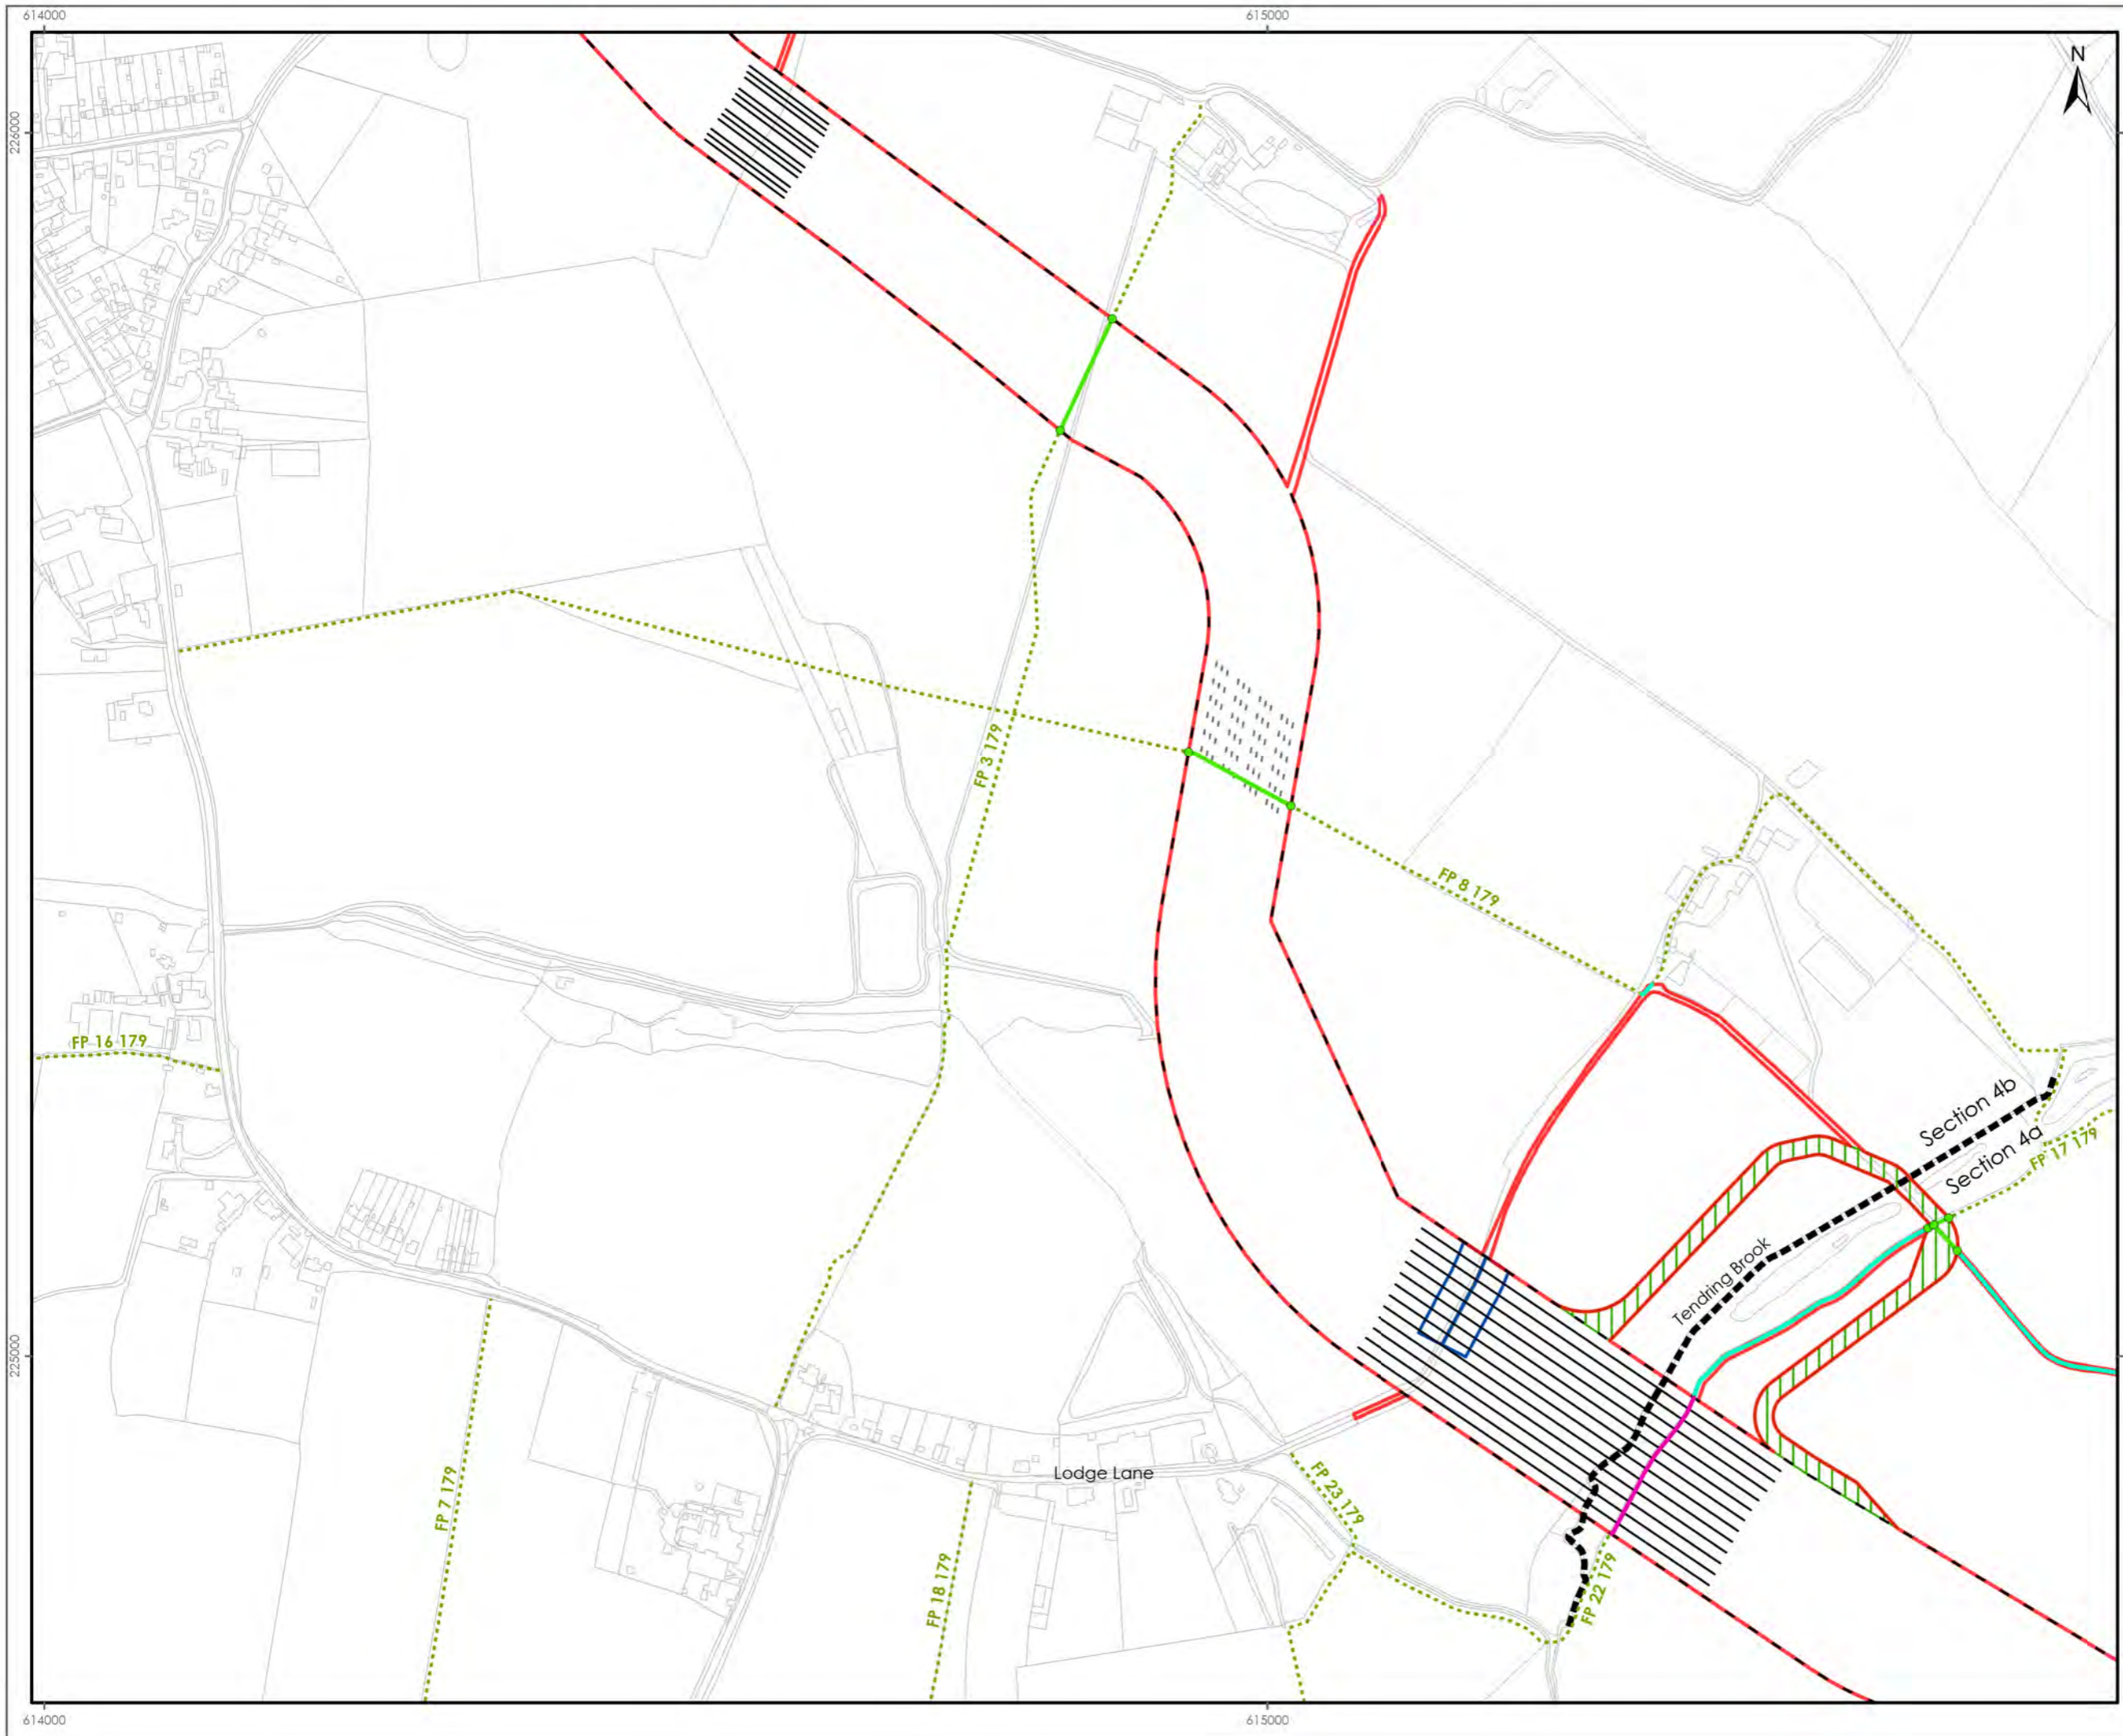 614000
615000
N
226000
FP 3 179
FP 8 179
FP 16 179
Section 4b
Section 4a
FP 17 179
Tendring Brook
225000
Lodge Lane
FP 23 179
FP 7 179
FP 18 179
FP 22 179
614000
615000